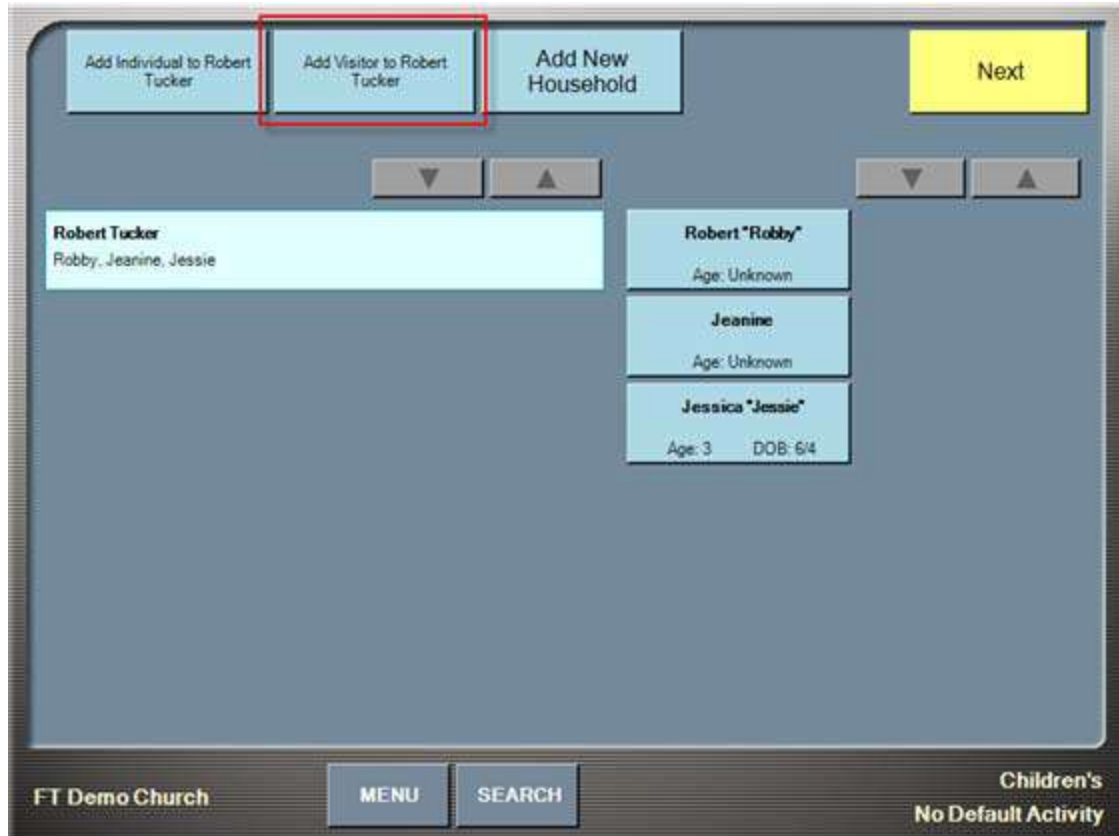 Add Individual to Robert
Tucker
Add Visitor to Robert
Tucker
Add New
Household
Next
Robert Tucker
Robby, Jeanine, Jessie
Robert "Robby"
Age: Unknown
Jeanine
Age: Unknown
Jessica "Jessie"
Age: 3 DOB: 6/4
FT Demo Church
MENU
SEARCH
Children's
No Default Activity